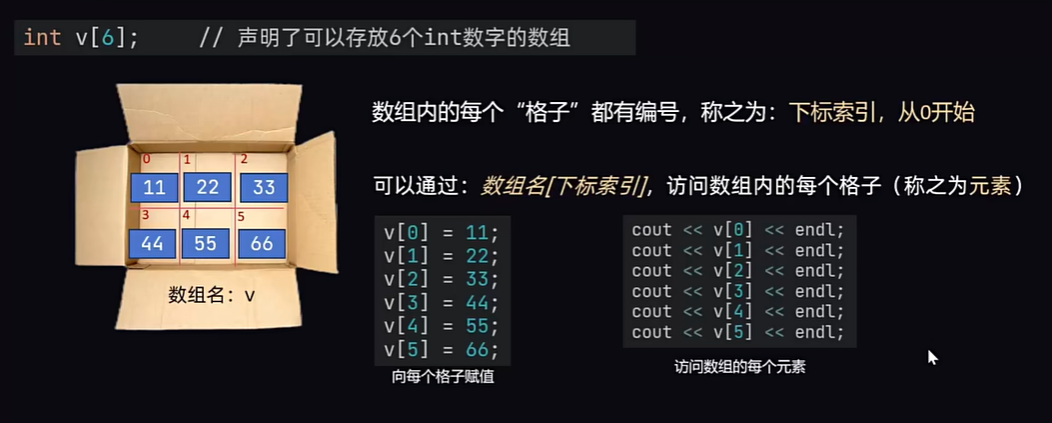 int v[6];    // 声明了可以存放6个int数字的数组
数组内的每个“格子”都有编号，称之为：下标索引，从0开始
0 1 2
11 22 33
3 4 5
44 55 66
数组名：v
可以通过：数组名[下标索引]，访问数组内的每个格子（称之为元素）
v[0] = 11;
v[1] = 22;
v[2] = 33;
v[3] = 44;
v[4] = 55;
v[5] = 66;
向每个格子赋值
cout << v[0] << endl;
cout << v[1] << endl;
cout << v[2] << endl;
cout << v[3] << endl;
cout << v[4] << endl;
cout << v[5] << endl;
访问数组的每个元素